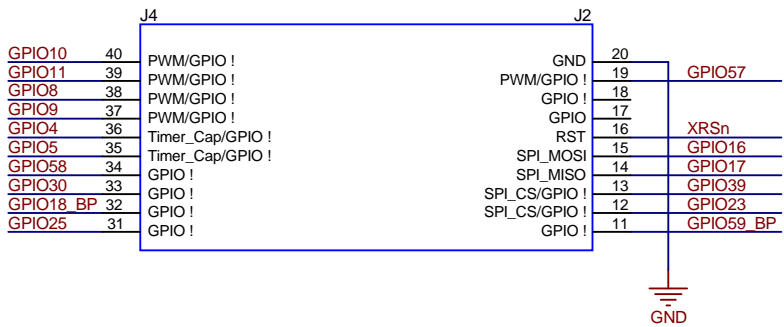 J4 J2
GPIO10 40 PWM/GPIO ! GND 20
GPIO11 39 PWM/GPIO ! PWM/GPIO ! 19 GPIO57
GPIO8 38 PWM/GPIO ! GPIO ! 18
GPIO9 37 PWM/GPIO ! GPIO 17
GPIO4 36 Timer_Cap/GPIO ! RST 16 XRSn
GPIO5 35 Timer_Cap/GPIO ! SPI_MOSI 15 GPIO16
GPIO58 34 GPIO ! SPI_MISO 14 GPIO17
GPIO30 33 GPIO ! SPI_CS/GPIO ! 13 GPIO39
GPIO18_BP 32 GPIO ! SPI_CS/GPIO ! 12 GPIO23
GPIO25 31 GPIO ! GPIO ! 11 GPIO59_BP
GND